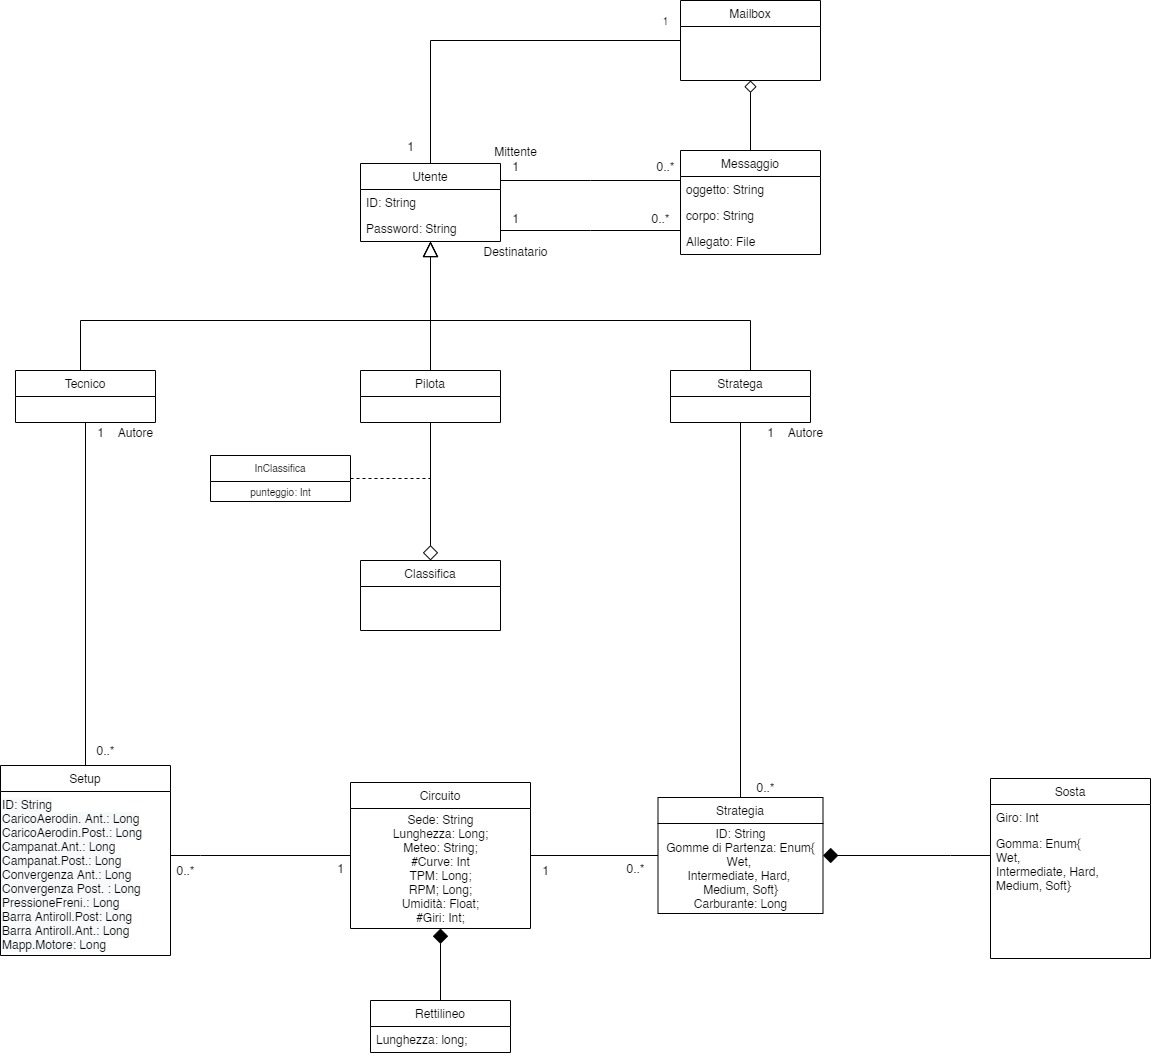 Mailbox
1
1
Mittente
1
0..*
Utente
ID: String
Password: String
Messaggio
oggetto: String
corpo: String
Allegato: File
1
0..*
Destinatario
Tecnico
Pilota
Stratega
1 Autore
1 Autore
InClassifica
punteggio: Int
Classifica
0..*
0..*
Setup
ID: String
CaricoAerodin. Ant.: Long
CaricoAerodin.Post.: Long
Campanat.Ant.: Long
Campanat.Post.: Long
Convergenza Ant.: Long
Convergenza Post. : Long
PressioneFreni.: Long
Barra Antiroll.Post: Long
Barra Antiroll.Ant.: Long
Mapp.Motore: Long
0..*
1
Circuito
Sede: String
Lunghezza: Long;
Meteo: String;
#Curve: Int
TPM: Long;
RPM; Long;
Umidità: Float;
#Giri: Int;
1
0..*
Strategia
ID: String
Gomme di Partenza: Enum{
Wet,
Intermediate, Hard,
Medium, Soft}
Carburante: Long
Sosta
Giro: Int
Gomma: Enum{
Wet,
Intermediate, Hard,
Medium, Soft}
Rettilineo
Lunghezza: long;